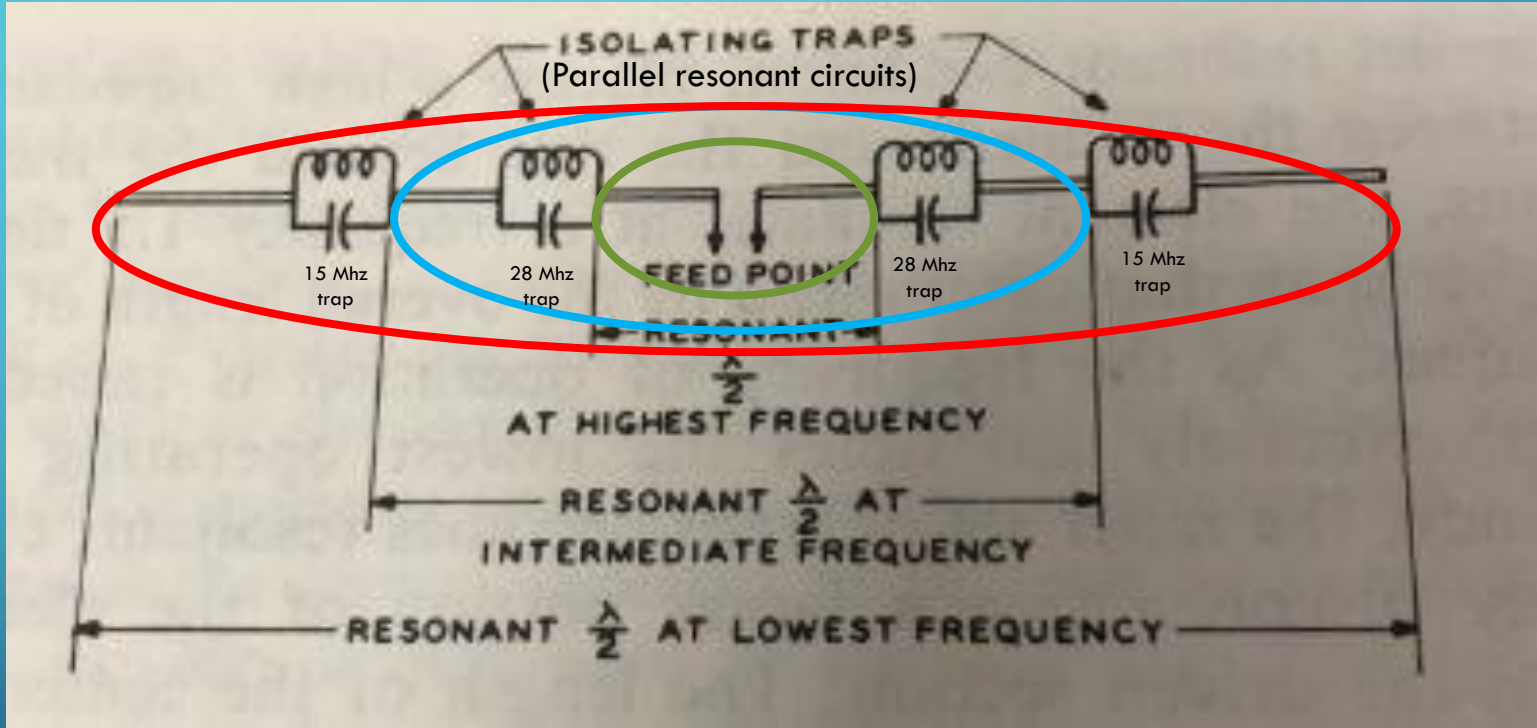 ISOLATING TRAPS
(Parallel resonant circuits)
15 Mhz
trap
28 Mhz
trap
FEED POINT
28 Mhz
trap
15 Mhz
trap
RESONANT
λ/2
AT HIGHEST FREQUENCY
RESONANT λ/2 AT
INTERMEDIATE FREQUENCY
RESONANT λ/2 AT LOWEST FREQUENCY